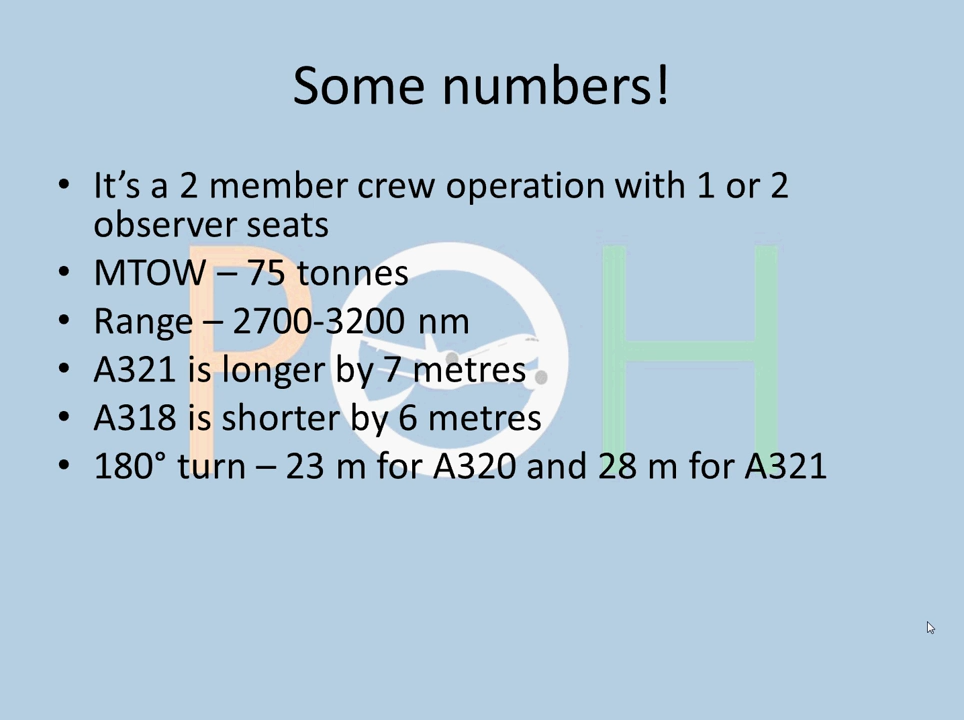 Some numbers!
• It’s a 2 member crew operation with 1 or 2
observer seats
• MTOW – 75 tonnes
• Range – 2700-3200 nm
• A321 is longer by 7 metres
• A318 is shorter by 6 metres
• 180° turn – 23 m for A320 and 28 m for A321
POH